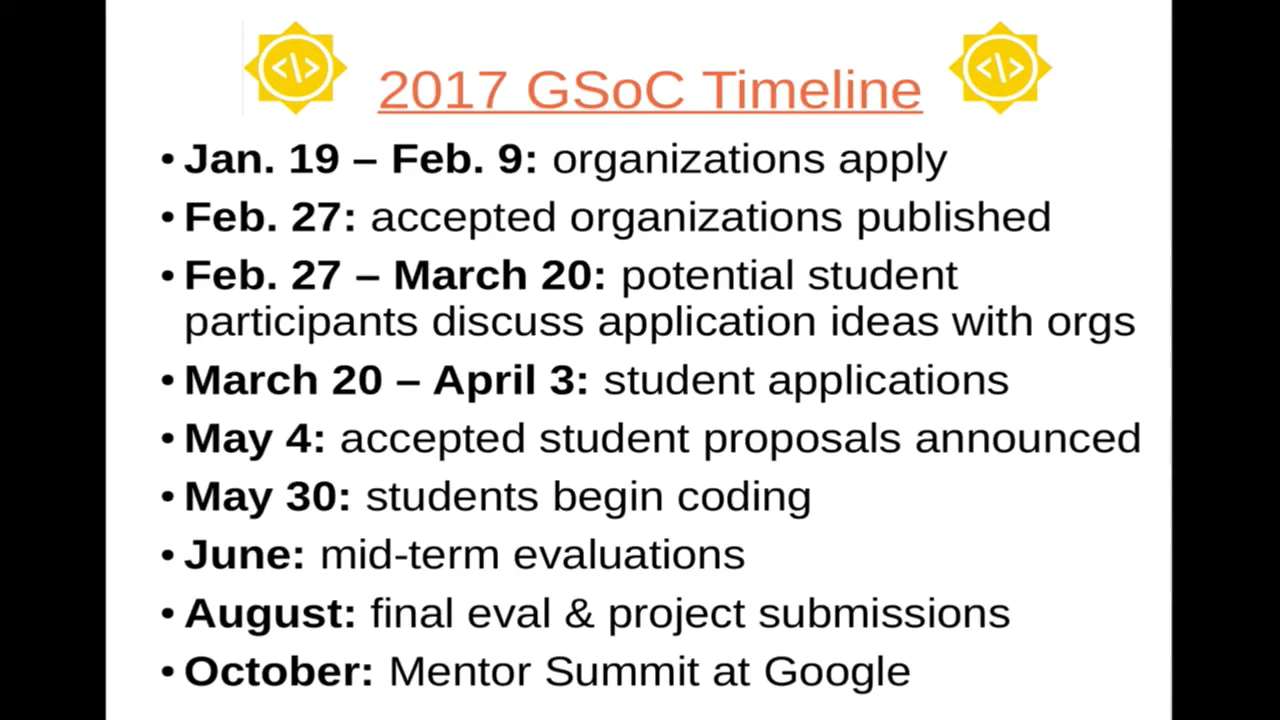 2017 GSoC Timeline
• Jan. 19 – Feb. 9: organizations apply
• Feb. 27: accepted organizations published
• Feb. 27 – March 20: potential student
participants discuss application ideas with orgs
• March 20 – April 3: student applications
• May 4: accepted student proposals announced
• May 30: students begin coding
• June: mid-term evaluations
• August: final eval & project submissions
• October: Mentor Summit at Google